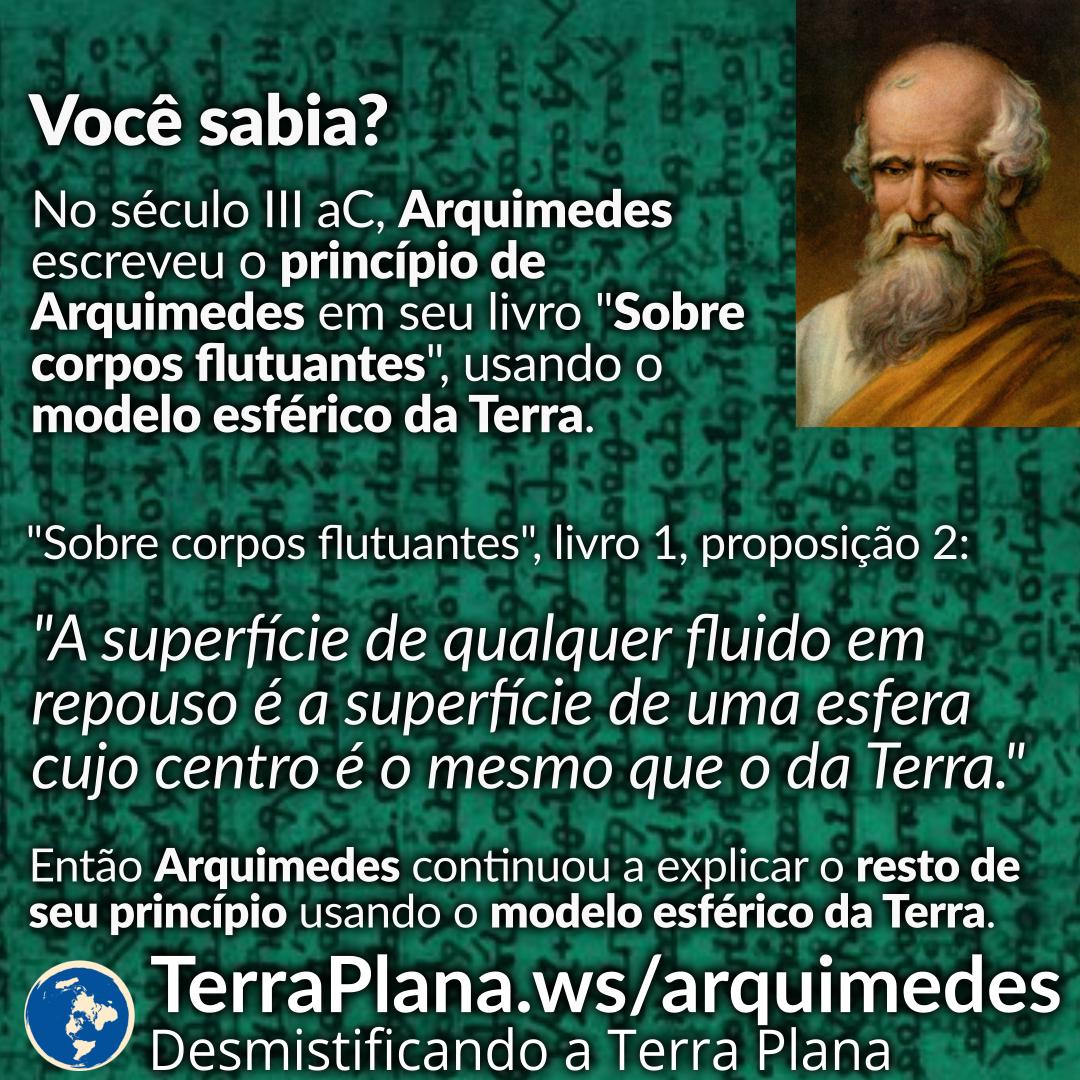 Você sabia?
No século III aC, Arquimedes
escreveu o princípio de
Arquimedes em seu livro "Sobre
corpos flutuantes", usando o
modelo esférico da Terra.
"Sobre corpos flutuantes", livro 1, proposição 2:
"A superfície de qualquer fluido em
repouso é a superfície de uma esfera
cujo centro é o mesmo que o da Terra."
Então Arquimedes continuou a explicar o resto de
seu princípio usando o modelo esférico da Terra.
TerraPlana.ws/arquimedes
Desmistificando a Terra Plana